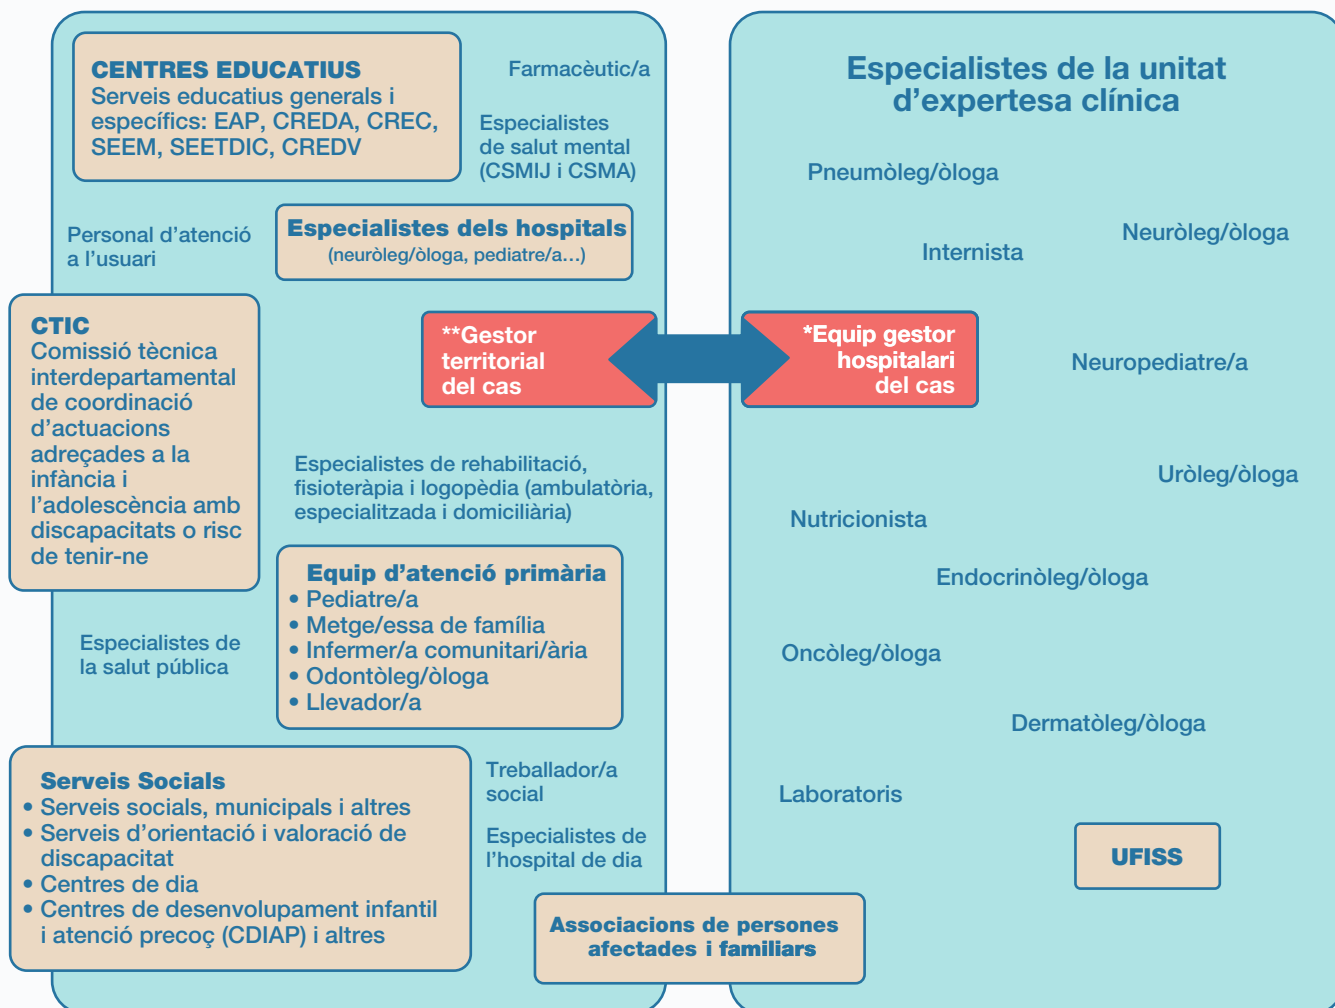 CENTRES EDUCATIUS
Serveis educatius generals i
específics: EAP, CREDA, CREC,
SEEM, SEETDIC, CREDV
Farmacèutic/a
Especialistes
de salut mental
(CSMIJ i CSMA)
Personal d'atenció
a l'usuari
Especialistes dels hospitals
(neuròleg/òloga, pediatre/a...)
CTIC
Comissió tècnica
interdepartamental
de coordinació
d'actuacions
adreçades a la
infància i
l'adolescència amb
discapacitats o risc
de tenir-ne
**Gestor
territorial
del cas
Especialistes de rehabilitació,
fisioteràpia i logopèdia (ambulatòria,
especialitzada i domiciliària)
Equip d'atenció primària
• Pediatre/a
• Metge/essa de família
• Infermer/a comunitari/ària
• Odontòleg/òloga
• Llevador/a
Especialistes de
la salut pública
Serveis Socials
• Serveis socials, municipals i altres
• Serveis d'orientació i valoració de
discapacitat
• Centres de dia
• Centres de desenvolupament infantil
i atenció precoç (CDIAP) i altres
Treballador/a
social
Especialistes de
l'hospital de dia
Associacions de persones
afectades i familiars
Especialistes de la unitat
d'expertesa clínica
Pneumòleg/òloga
Neuròleg/òloga
Internista
*Equip gestor
hospitalari
del cas
Neuropediatre/a
Uròleg/òloga
Nutricionista
Endocrinòleg/òloga
Oncòleg/òloga
Dermatòleg/òloga
Laboratoris
UFISS